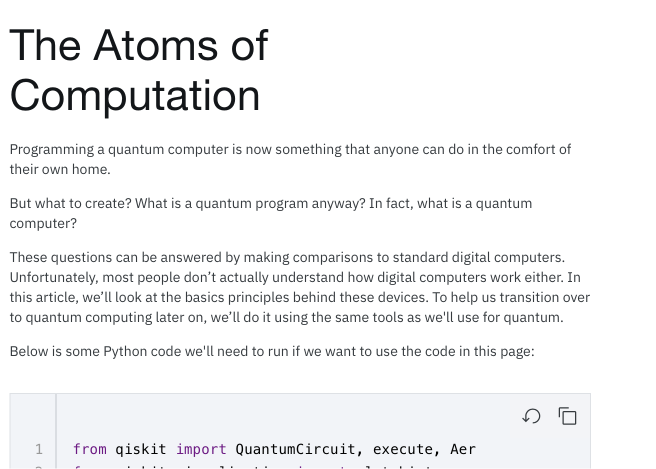 The Atoms of
Computation
Programming a quantum computer is now something that anyone can do in the comfort of
their own home.
But what to create? What is a quantum program anyway? In fact, what is a quantum
computer?
These questions can be answered by making comparisons to standard digital computers.
Unfortunately, most people don’t actually understand how digital computers work either. In
this article, we’ll look at the basics principles behind these devices. To help us transition over
to quantum computing later on, we’ll do it using the same tools as we'll use for quantum.
Below is some Python code we'll need to run if we want to use the code in this page:
1 from qiskit import QuantumCircuit, execute, Aer